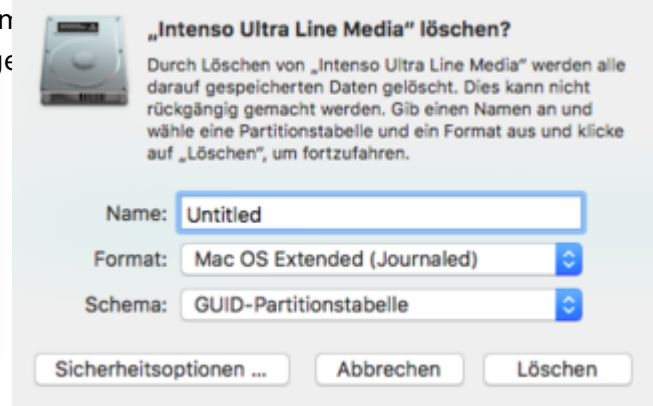 „Intenso Ultra Line Media“ löschen?
Durch Löschen von „Intenso Ultra Line Media“ werden alle
darauf gespeicherten Daten gelöscht. Dies kann nicht
rückgängig gemacht werden. Gib einen Namen an und
wähle eine Partitionstabelle und ein Format aus und klicke
auf „Löschen“, um fortzufahren.
Name: Untitled
Format: Mac OS Extended (Journaled)
Schema: GUID-Partitionstabelle
Sicherheitsoptionen ... Abbrechen Löschen